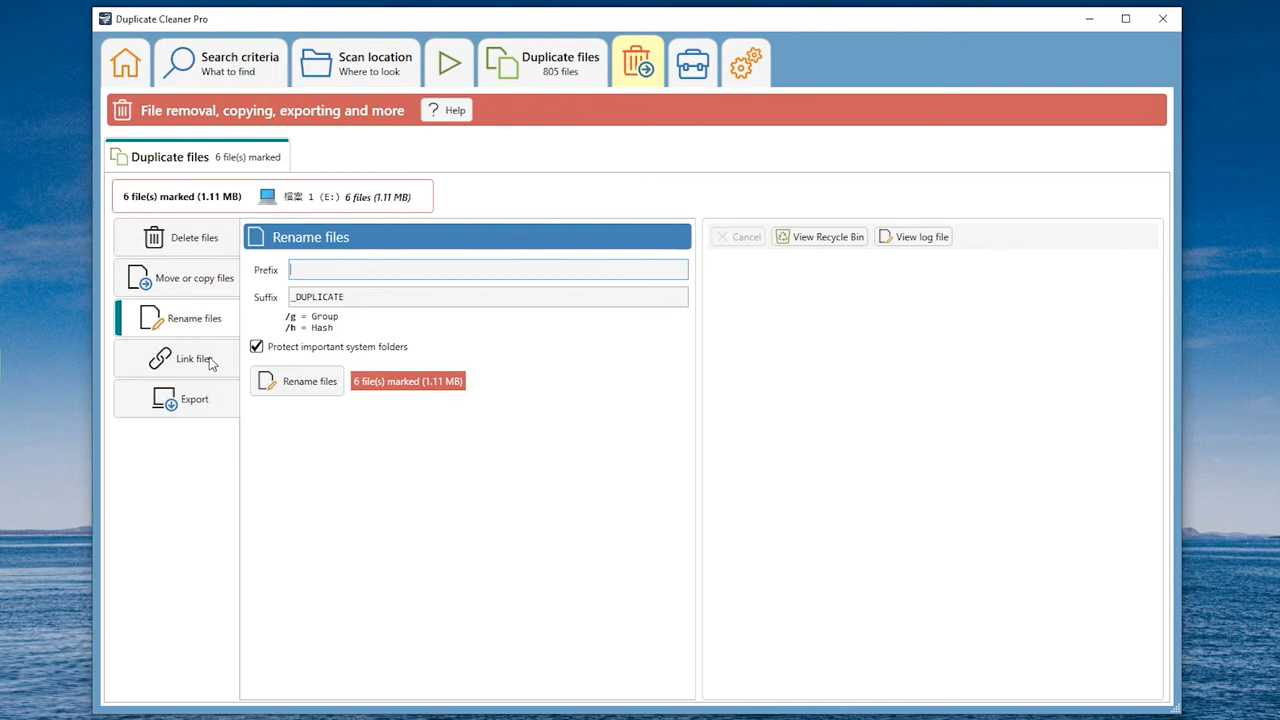 Duplicate Cleaner Pro
Search criteria
What to find
Scan location
Where to look
Duplicate files
805 files
File removal, copying, exporting and more
? Help
Duplicate files 6 file(s) marked
6 file(s) marked (1.11 MB) 檔案 1 (E:) 6 files (1.11 MB)
Delete files
Move or copy files
Rename files
Link files
Export
Rename files
Prefix
Suffix _DUPLICATE
/g = Group
/h = Hash
Protect important system folders
Rename files 6 file(s) marked (1.11 MB)
Cancel View Recycle Bin View log file